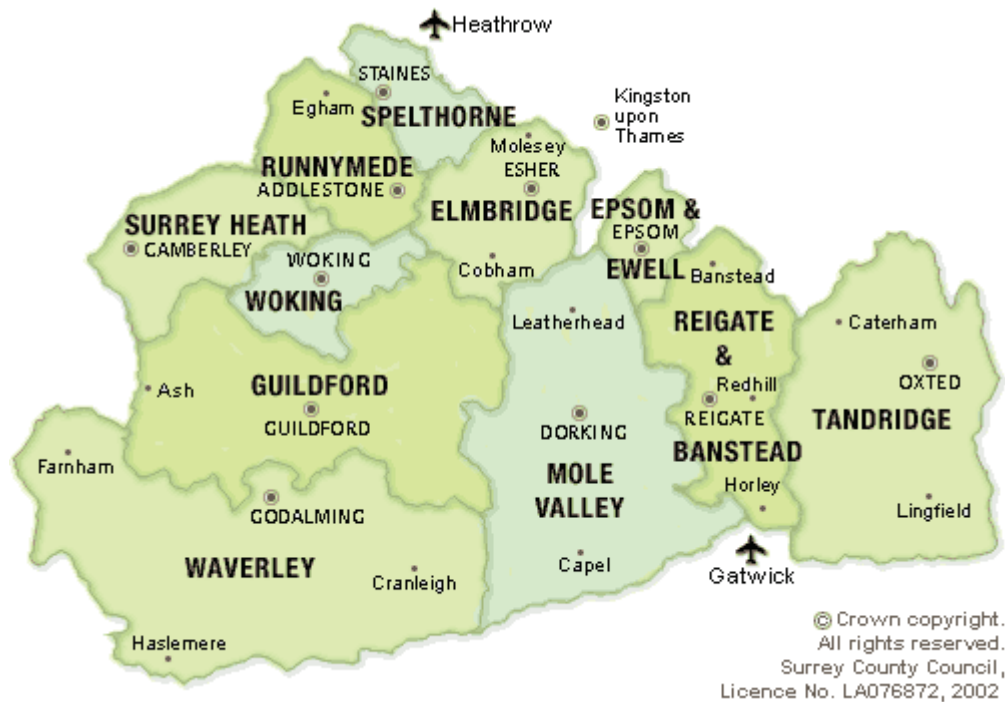 Heathrow
STAINES
Egham
SPELTHORNE
Kingston
upon
Thames
Molesey
RUNNYMEDE
ESHER
ADDLESTONE
ELMBRIDGE
EPSOM &
EPSOM
EWELL
SURREY HEATH
CAMBERLEY
WOKING
WOKING
Cobham
Banstead
Leatherhead
REIGATE
&
Redhill
REIGATE
BANSTEAD
Horley
Caterham
OXTED
TANDRIDGE
Lingfield
Ash
GUILDFORD
GUILDFORD
DORKING
MOLE
VALLEY
Capel
Farnham
GODALMING
WAVERLEY
Cranleigh
Haslemere
Gatwick
© Crown copyright.
All rights reserved.
Surrey County Council,
Licence No. LA076872, 2002